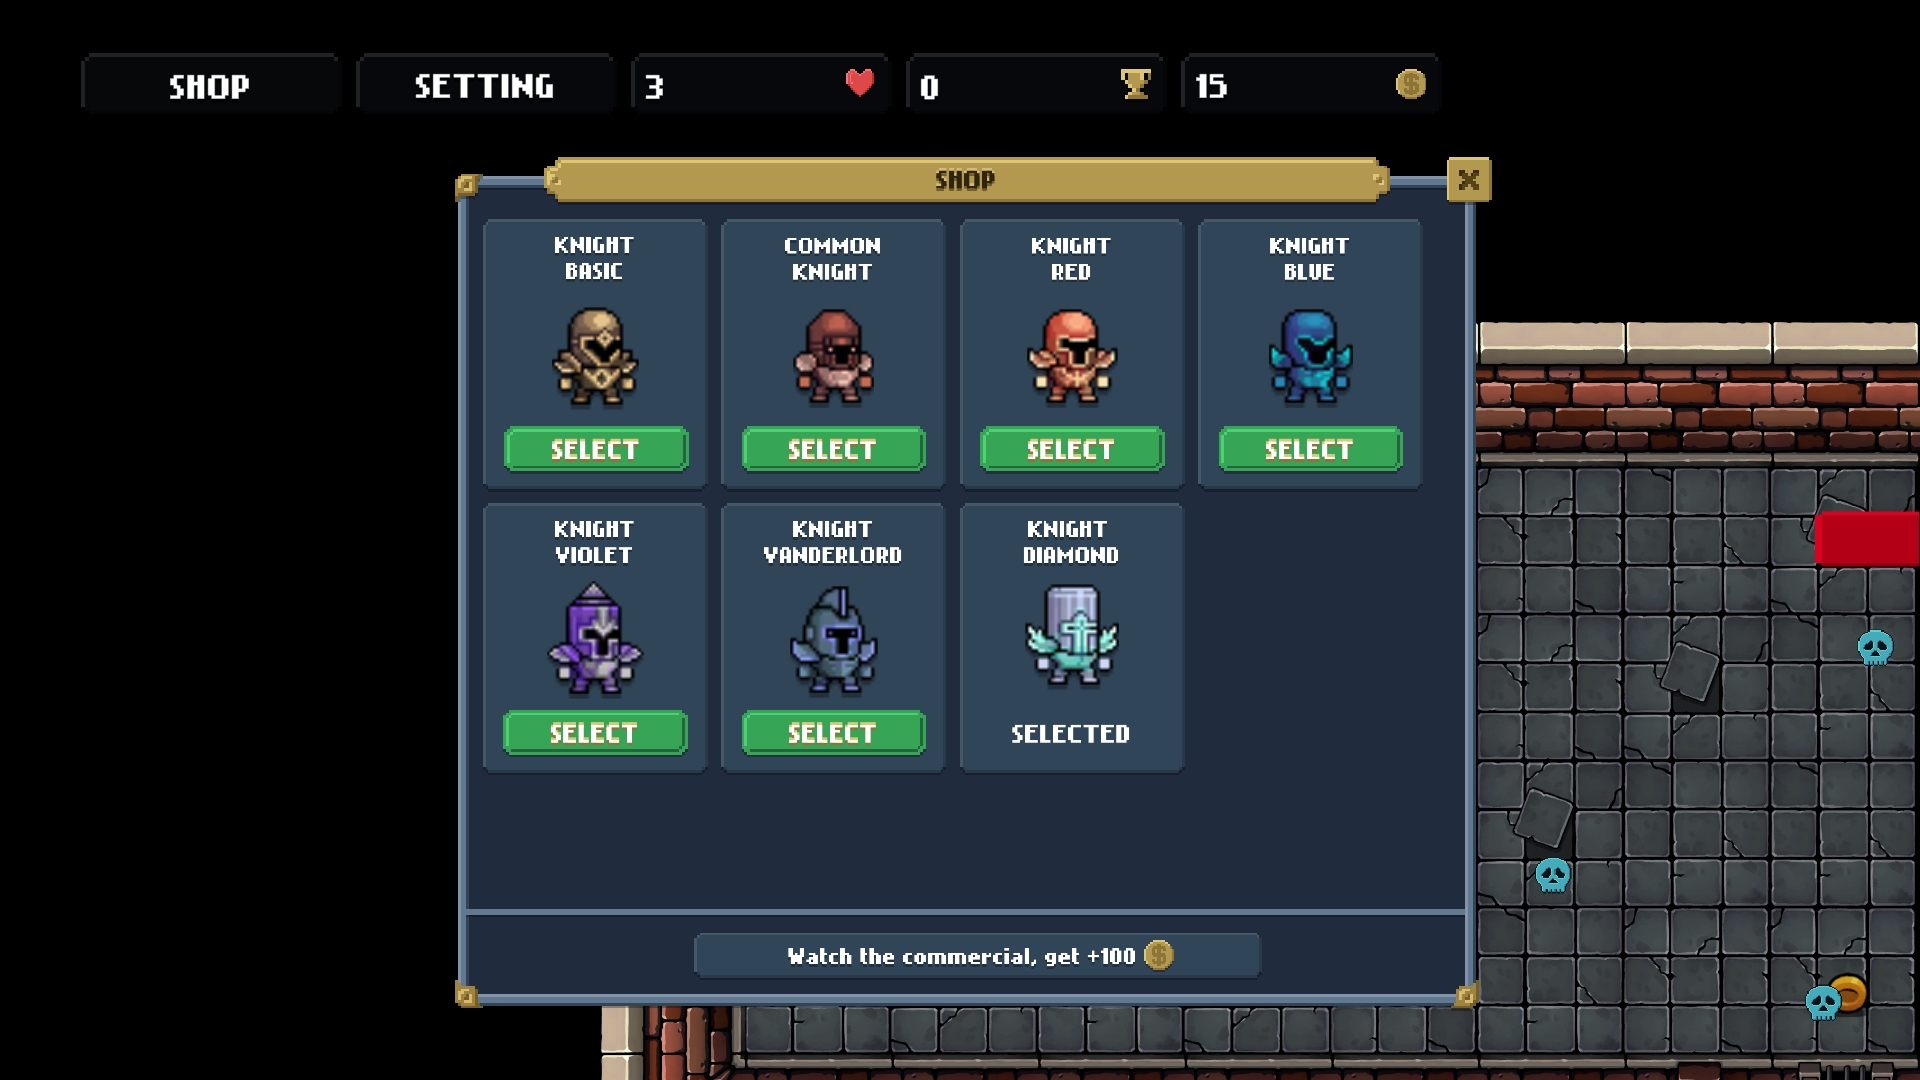 SHOP
SETTING
3
0
15
SHOP
KNIGHT
BASIC
SELECT
COMMON
KNIGHT
SELECT
KNIGHT
RED
SELECT
KNIGHT
BLUE
SELECT
KNIGHT
VIOLET
SELECT
KNIGHT
VANDERLORD
SELECT
KNIGHT
DIAMOND
SELECTED
Watch the commercial, get +100